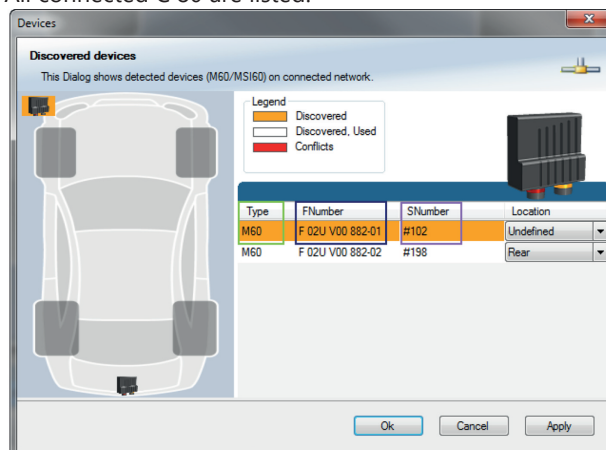 Devices
Discovered devices
This Dialog shows detected devices (M60/MSI60) on connected network.
Legend
Discovered
Discovered, Used
Conflicts
Type FNumber SNumber Location
M60 F 02U V00 882-01 #102 Undefined
M60 F 02U V00 882-02 #198 Rear
Ok Cancel Apply